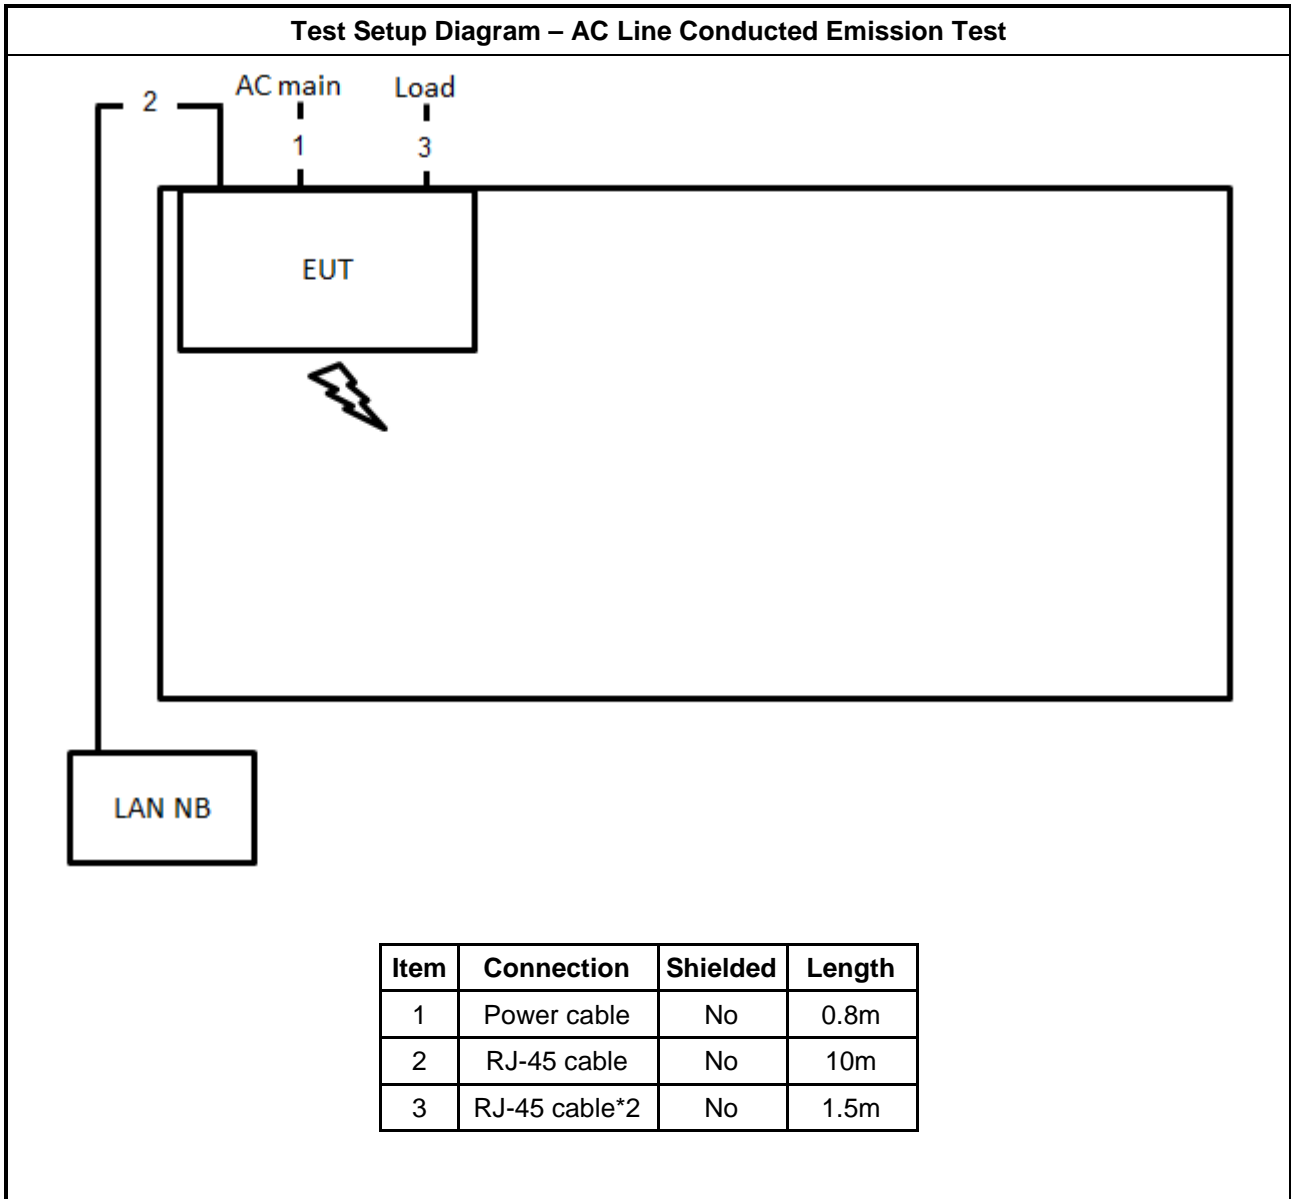 Test Setup Diagram – AC Line Conducted Emission Test
2 AC main Load
1 3
EUT
LAN NB
Item Connection Shielded Length
1 Power cable No 0.8m
2 RJ-45 cable No 10m
3 RJ-45 cable*2 No 1.5m